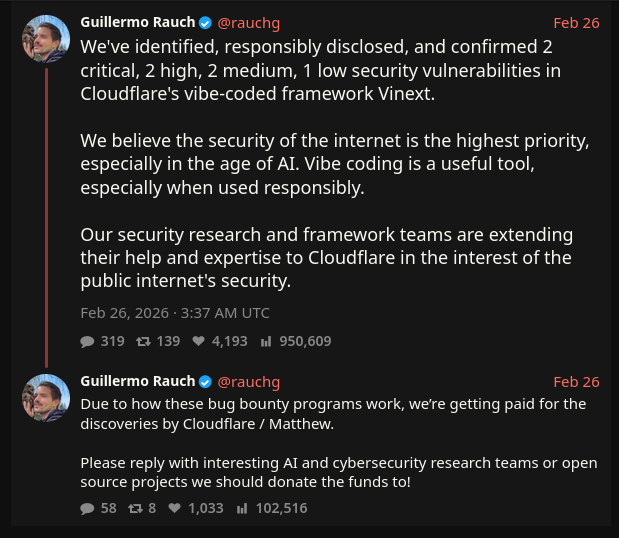 Guillermo Rauch @rauchg Feb 26
We've identified, responsibly disclosed, and confirmed 2
critical, 2 high, 2 medium, 1 low security vulnerabilities in
Cloudflare's vibe-coded framework Vinext.
We believe the security of the internet is the highest priority,
especially in the age of AI. Vibe coding is a useful tool,
especially when used responsibly.
Our security research and framework teams are extending
their help and expertise to Cloudflare in the interest of the
public internet's security.
Feb 26, 2026 · 3:37 AM UTC
319 139 4,193 950,609
Guillermo Rauch @rauchg Feb 26
Due to how these bug bounty programs work, we’re getting paid for the
discoveries by Cloudflare / Matthew.
Please reply with interesting AI and cybersecurity research teams or open
source projects we should donate the funds to!
58 8 1,033 102,516